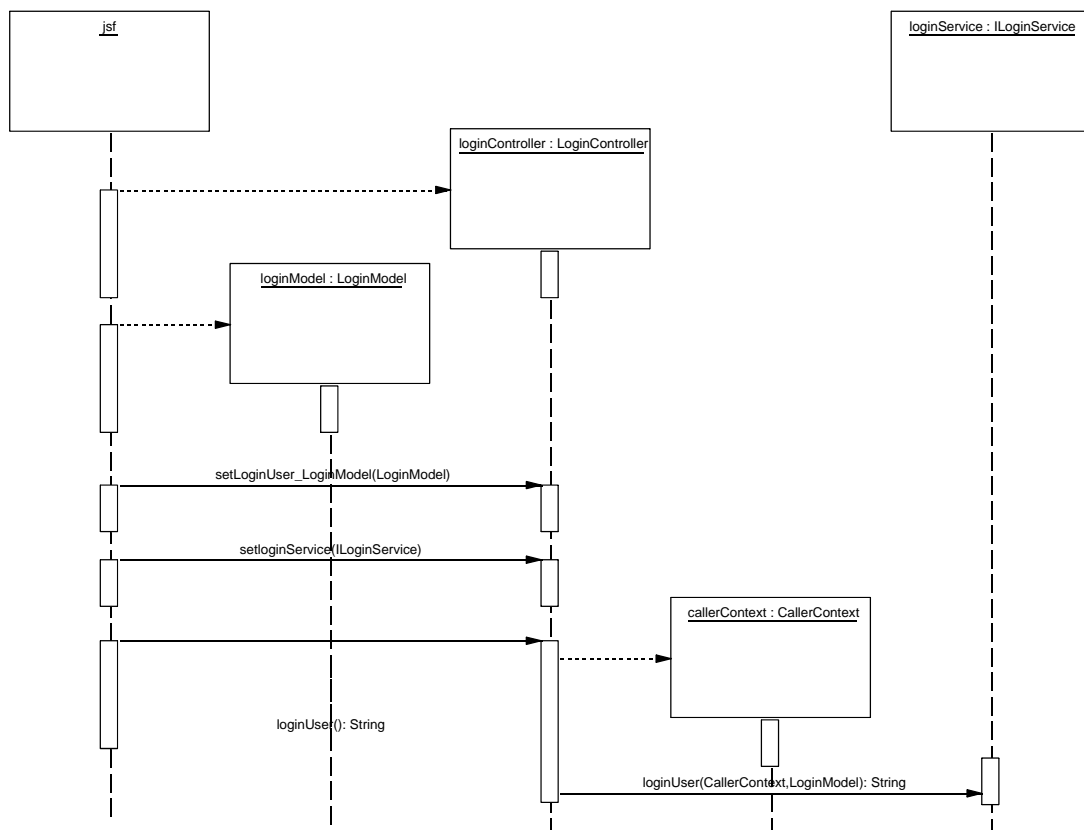 jsf
loginService : ILoginService
loginController : LoginController
loginModel : LoginModel
setLoginUser_LoginModel(LoginModel)
setloginService(ILoginService)
callerContext : CallerContext
loginUser(): String
loginUser(CallerContext,LoginModel): String